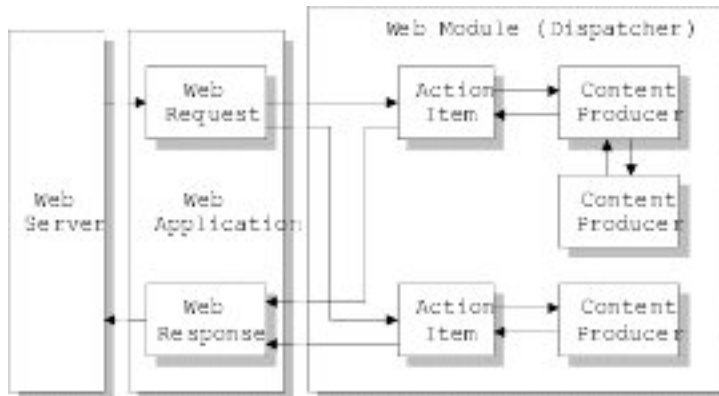 Web Module (Dispatcher)
Web
Request
Action
Item
Content
Producer
Web
Server
Web
Application
Content
Producer
Web
Response
Action
Item
Content
Producer